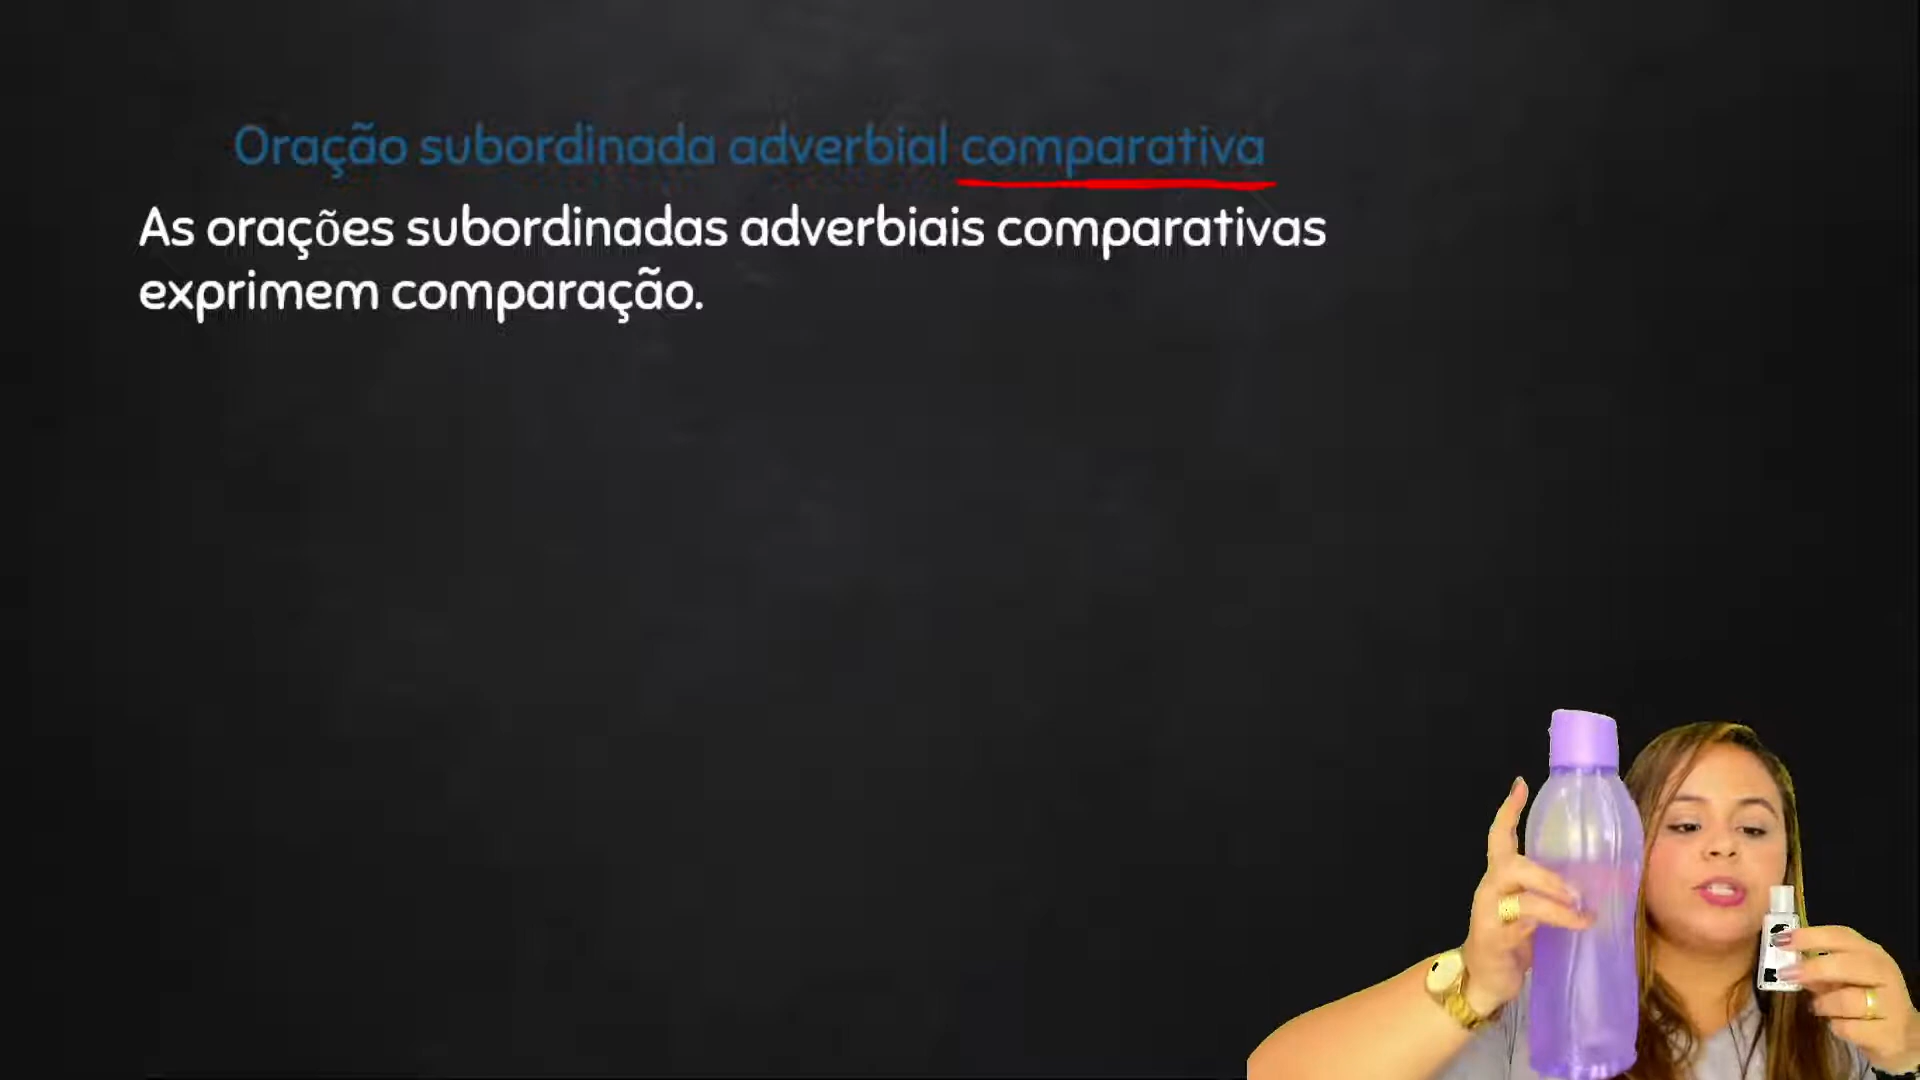 Oração subordinada adverbial comparativa
As orações subordinadas adverbiais comparativas
exprimem comparação.